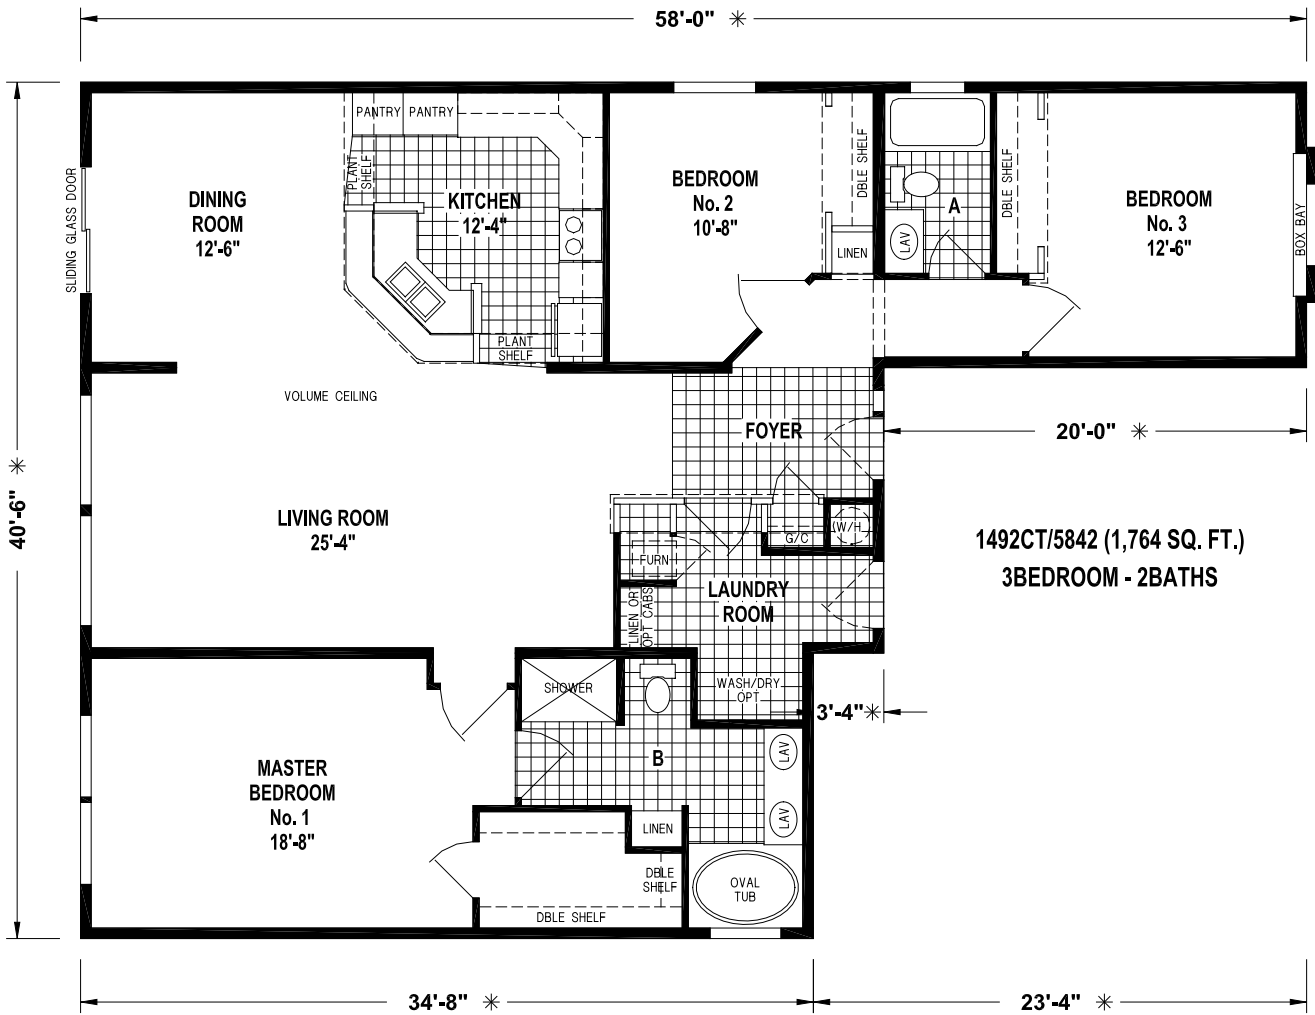 58'-0" ✳
PANTRY PANTRY
PLANT
SHELF
DINING
ROOM
12'-6"
SLIDING GLASS DOOR
KITCHEN
12'-4"
PLANT
SHELF
BEDROOM
No. 2
10'-8"
DBLE SHELF
LINEN
A
LAV
DBLE SHELF
BEDROOM
No. 3
12'-6"
BOX BAY
VOLUME CEILING
FOYER
20'-0" ✳
40'-6" ✳
LIVING ROOM
25'-4"
G/C
W/H
FURN
LINEN OR
OPT CABS
LAUNDRY
ROOM
1492CT/5842 (1,764 SQ. FT.)
3BEDROOM - 2BATHS
SHOWER
WASH/DRY
OPT
3'-4" ✳
B
LAV
LAV
MASTER
BEDROOM
No. 1
18'-8"
LINEN
DBLE
SHELF
DBLE SHELF
OVAL
TUB
34'-8" ✳
23'-4" ✳